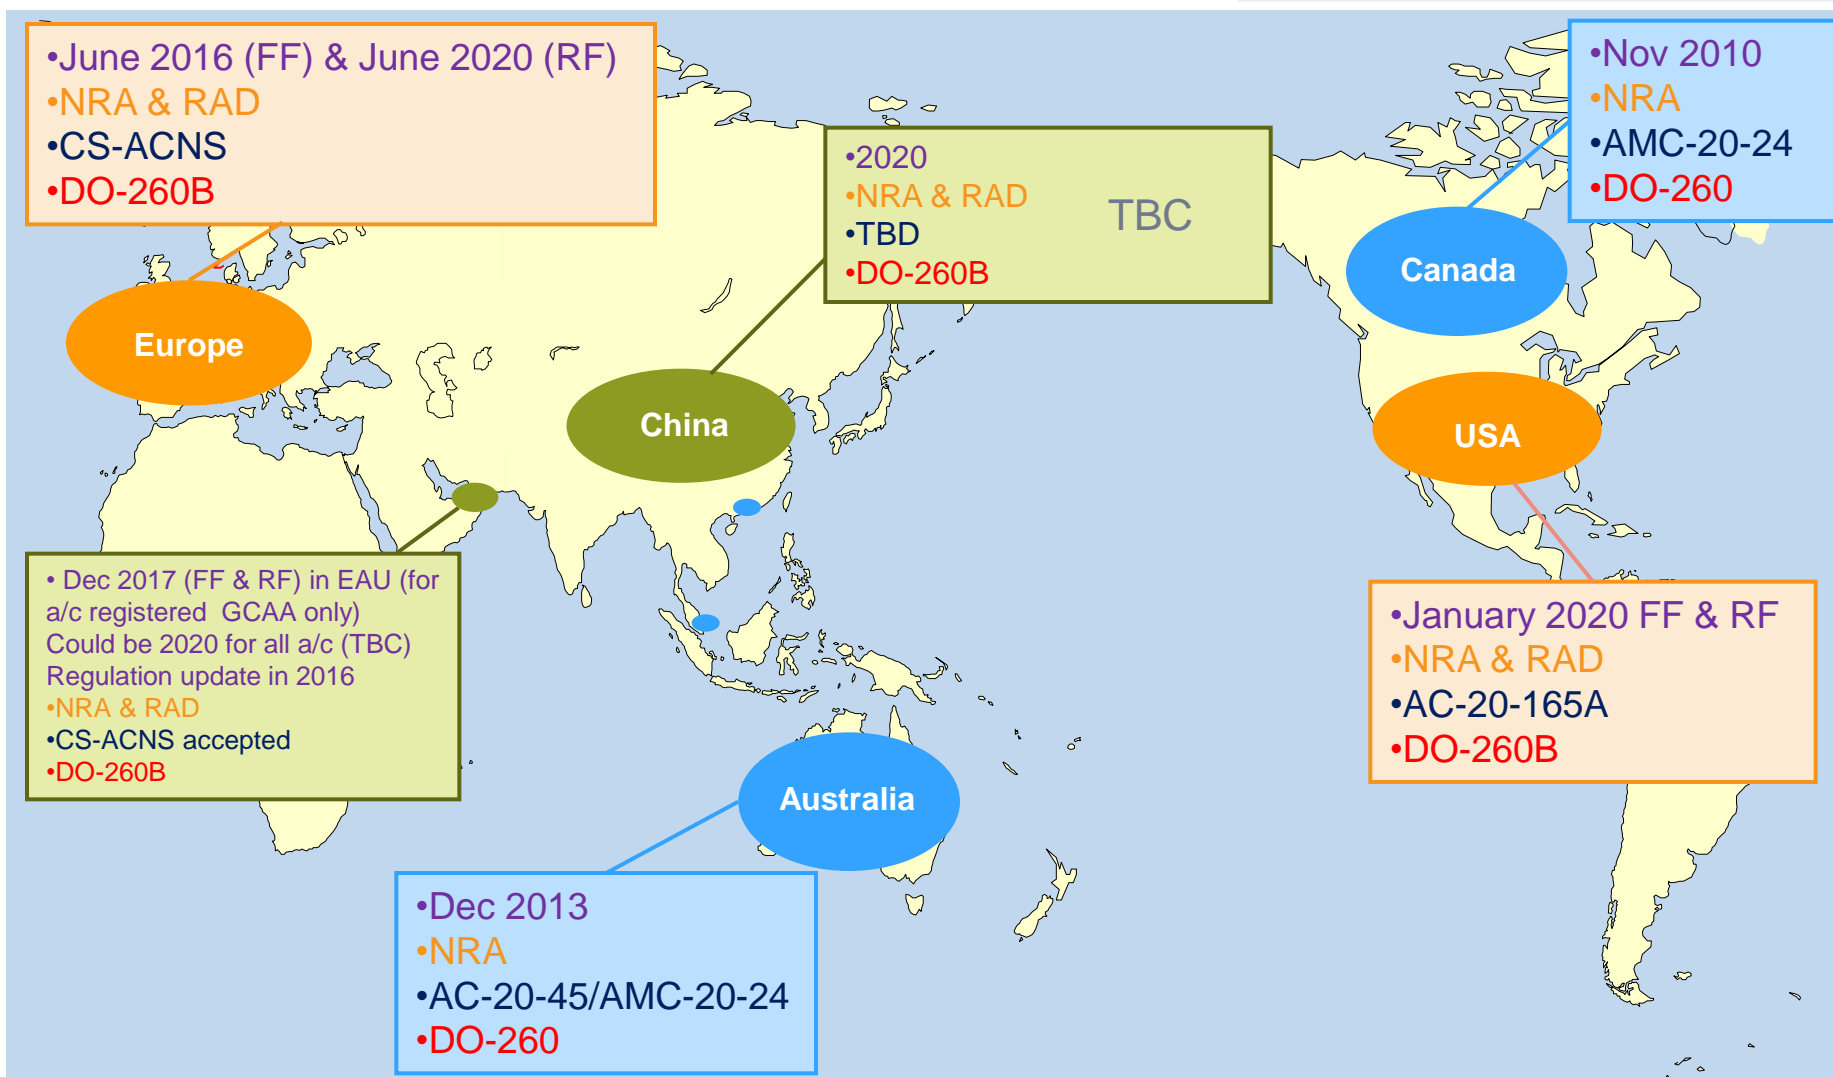 •June 2016 (FF) & June 2020 (RF)
•NRA & RAD
•CS-ACNS
•DO-260B
•2020
•NRA & RAD
•TBD
•DO-260B
TBC
•Nov 2010
•NRA
•AMC-20-24
•DO-260
Europe
China
Canada
USA
• Dec 2017 (FF & RF) in EAU (for
a/c registered GCAA only)
Could be 2020 for all a/c (TBC)
Regulation update in 2016
•NRA & RAD
•CS-ACNS accepted
•DO-260B
•January 2020 FF & RF
•NRA & RAD
•AC-20-165A
•DO-260B
Australia
•Dec 2013
•NRA
•AC-20-45/AMC-20-24
•DO-260